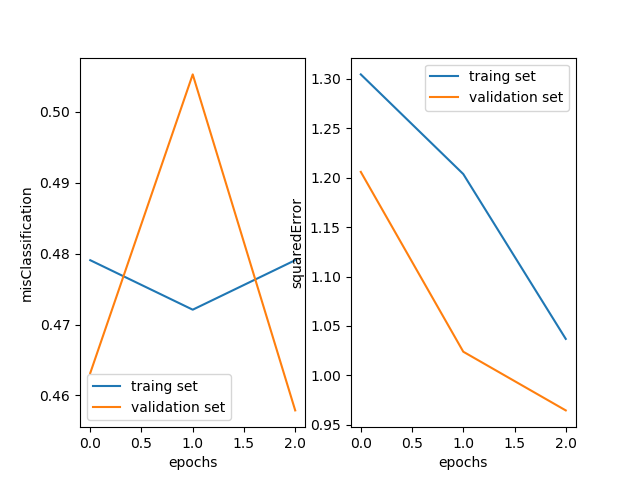 misClassification
0.50
0.49
0.48
0.47
0.46
traing set
validation set
0.0 0.5 1.0 1.5 2.0
epochs
squaredError
1.30
1.25
1.20
1.15
1.10
1.05
1.00
0.95
traing set
validation set
0.0 0.5 1.0 1.5 2.0
epochs